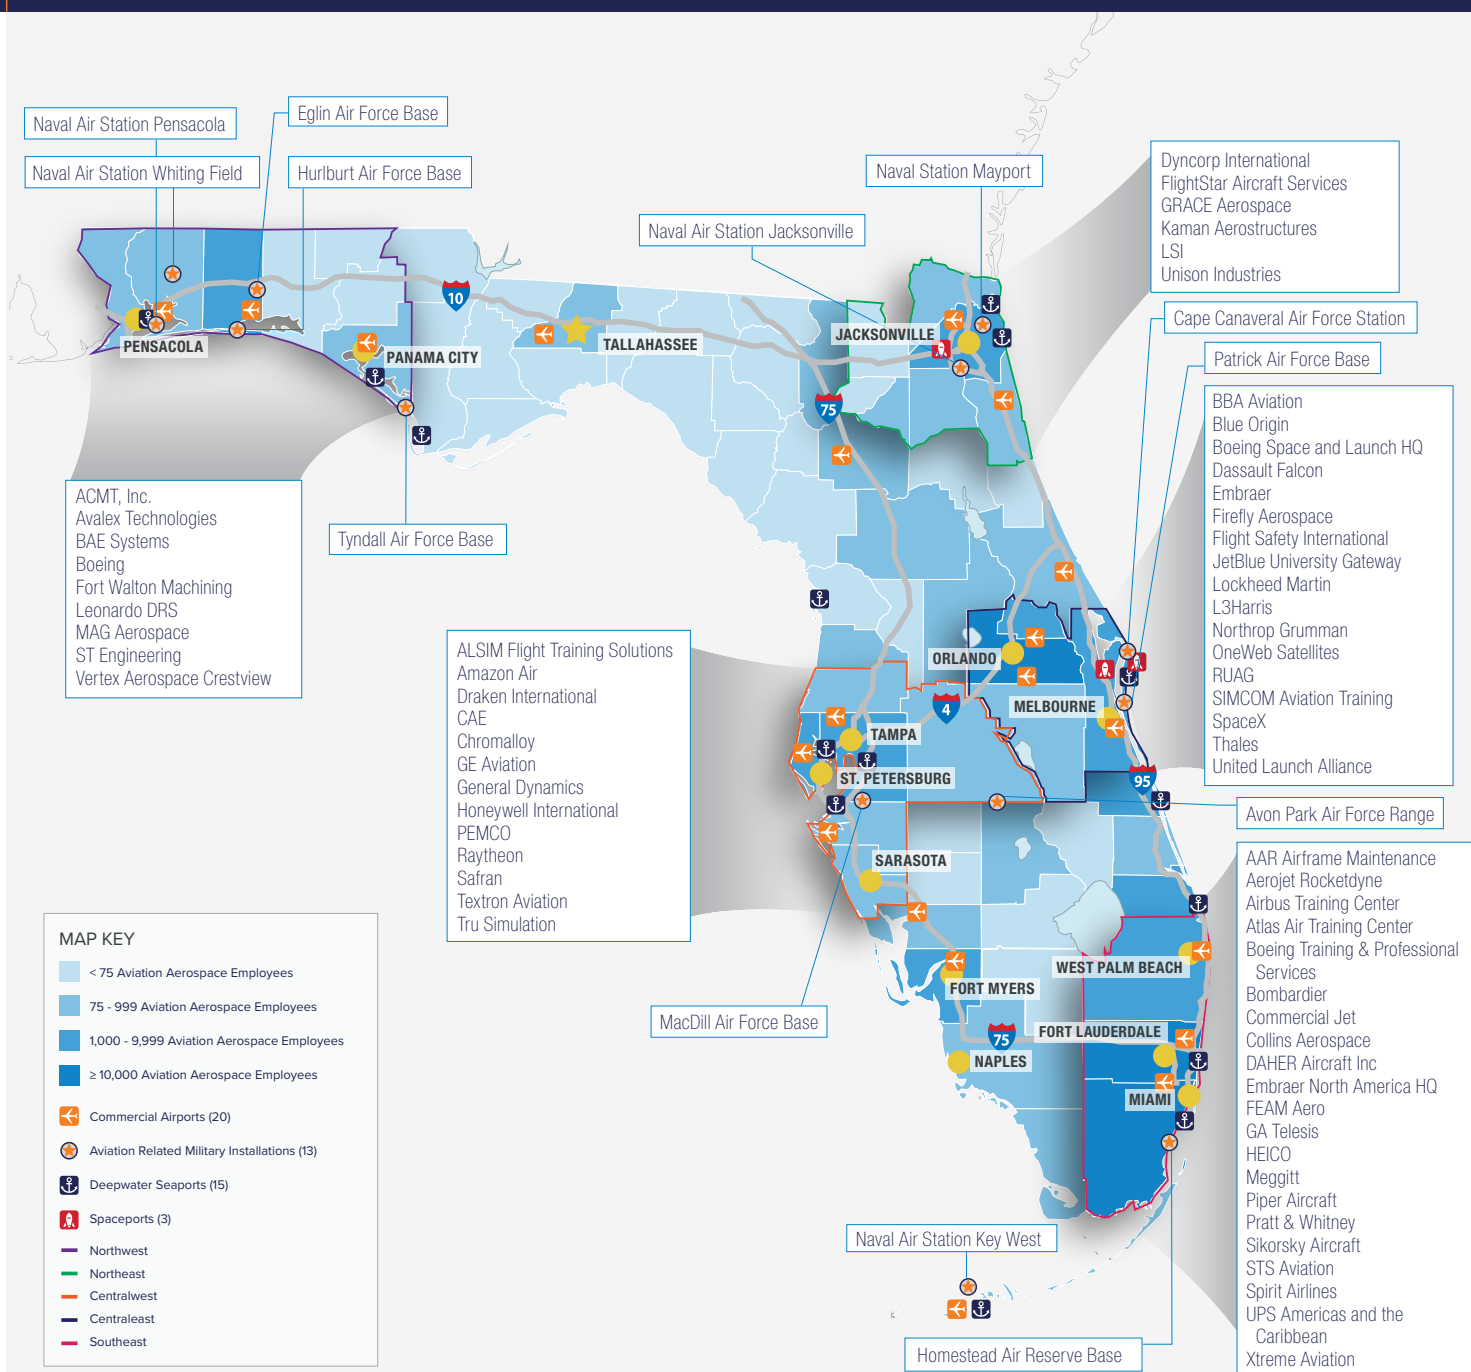 Naval Air Station Pensacola
Eglin Air Force Base
Naval Air Station Whiting Field
Hurlburt Air Force Base
Naval Station Mayport
Naval Air Station Jacksonville
Dyncorp International
FlightStar Aircraft Services
GRACE Aerospace
Kaman Aerostructures
LSI
Unison Industries
Cape Canaveral Air Force Station
Patrick Air Force Base
10
PENSACOLA
PANAMA CITY
TALLAHASSEE
JACKSONVILLE
75
BBA Aviation
Blue Origin
Boeing Space and Launch HQ
Dassault Falcon
Embraer
Firefly Aerospace
Flight Safety International
JetBlue University Gateway
Lockheed Martin
L3Harris
Northrop Grumman
OneWeb Satellites
RUAG
SIMCOM Aviation Training
SpaceX
Thales
United Launch Alliance
ACMT, Inc.
Avalex Technologies
BAE Systems
Boeing
Fort Walton Machining
Leonardo DRS
MAG Aerospace
ST Engineering
Vertex Aerospace Crestview
Tyndall Air Force Base
ALSIM Flight Training Solutions
Amazon Air
Draken International
CAE
Chromalloy
GE Aviation
General Dynamics
Honeywell International
PEMCO
Raytheon
Safran
Textron Aviation
Tru Simulation
ORLANDO
4
MELBOURNE
TAMPA
ST. PETERSBURG
95
Avon Park Air Force Range
SARASOTA
AAR Airframe Maintenance
Aerojet Rocketdyne
Airbus Training Center
Atlas Air Training Center
Boeing Training & Professional
Services
Bombardier
Commercial Jet
Collins Aerospace
DAHER Aircraft Inc
Embraer North America HQ
FEAM Aero
GA Telesis
HEICO
Meggitt
Piper Aircraft
Pratt & Whitney
Sikorsky Aircraft
STS Aviation
Spirit Airlines
UPS Americas and the
Caribbean
Xtreme Aviation
WEST PALM BEACH
FORT MYERS
MacDill Air Force Base
FORT LAUDERDALE
75
NAPLES
MIAMI
Naval Air Station Key West
Homestead Air Reserve Base
MAP KEY
< 75 Aviation Aerospace Employees
75 - 999 Aviation Aerospace Employees
1,000 - 9,999 Aviation Aerospace Employees
≥ 10,000 Aviation Aerospace Employees
Commercial Airports (20)
Aviation Related Military Installations (13)
Deepwater Seaports (15)
Spaceports (3)
Northwest
Northeast
Centralwest
Centraleast
Southeast